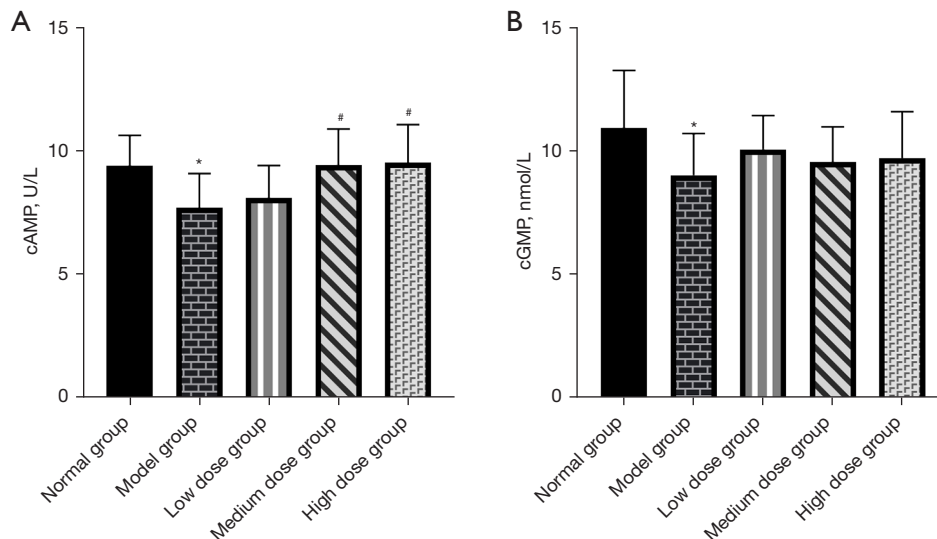 A
15
10
5
0
cAMP, U/L
*
#
#
Normal group
Model group
Low dose group
Medium dose group
High dose group
B
15
10
5
0
cGMP, nmol/L
*
Normal group
Model group
Low dose group
Medium dose group
High dose group